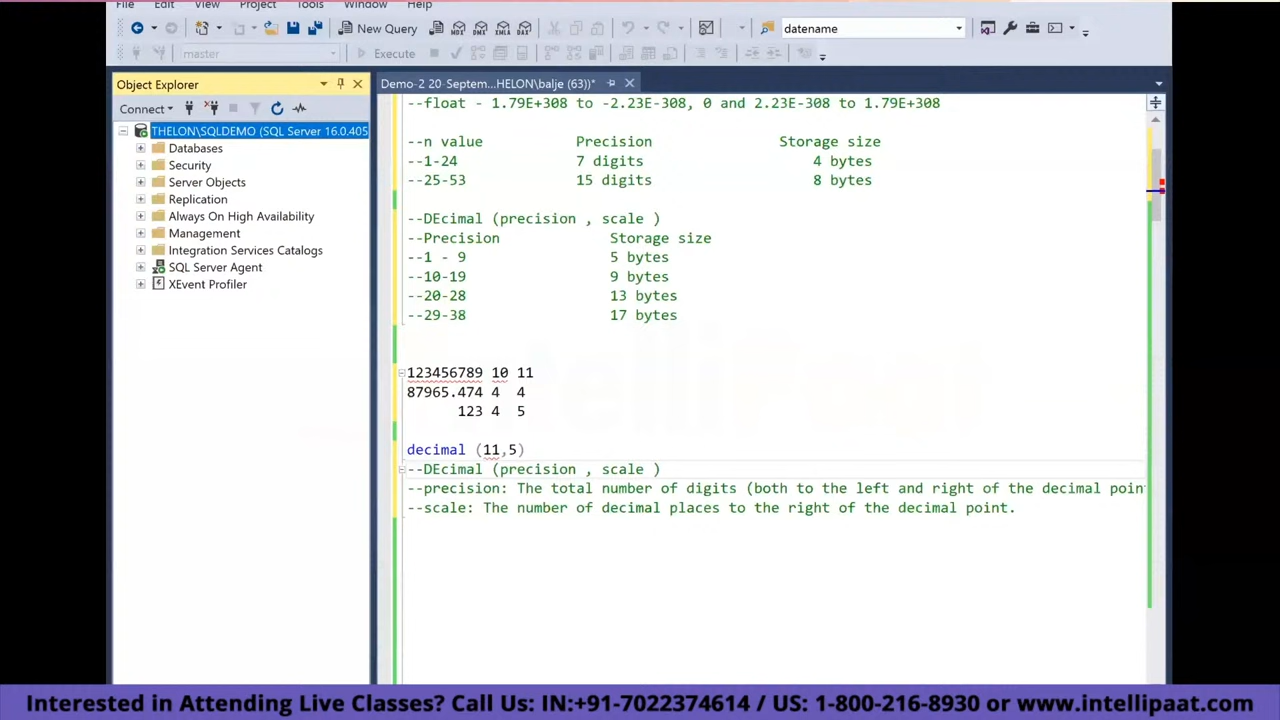 File Edit View Project Tools Window Help
New Query
MDX DMX XMLA DAX
datename
master
Execute
Object Explorer
Demo-2 20-Septem...HELON\balje (63))*
Connect
THELON\SQLDEMO (SQL Server 16.0.405
Databases
Security
Server Objects
Replication
Always On High Availability
Management
Integration Services Catalogs
SQL Server Agent
XEvent Profiler
--float - 1.79E+308 to -2.23E-308, 0 and 2.23E-308 to 1.79E+308
--n value Precision Storage size
--1-24 7 digits 4 bytes
--25-53 15 digits 8 bytes
--DEcimal (precision , scale )
--Precision Storage size
--1 - 9 5 bytes
--10-19 9 bytes
--20-28 13 bytes
--29-38 17 bytes
123456789 10 11
87965.474 4 4
123 4 5
decimal (11,5)
--DEcimal (precision , scale )
--precision: The total number of digits (both to the left and right of the decimal poin
--scale: The number of decimal places to the right of the decimal point.
Interested in Attending Live Classes? Call Us: IN:+91-7022374614 / US: 1-800-216-8930 or www.intellipaat.com